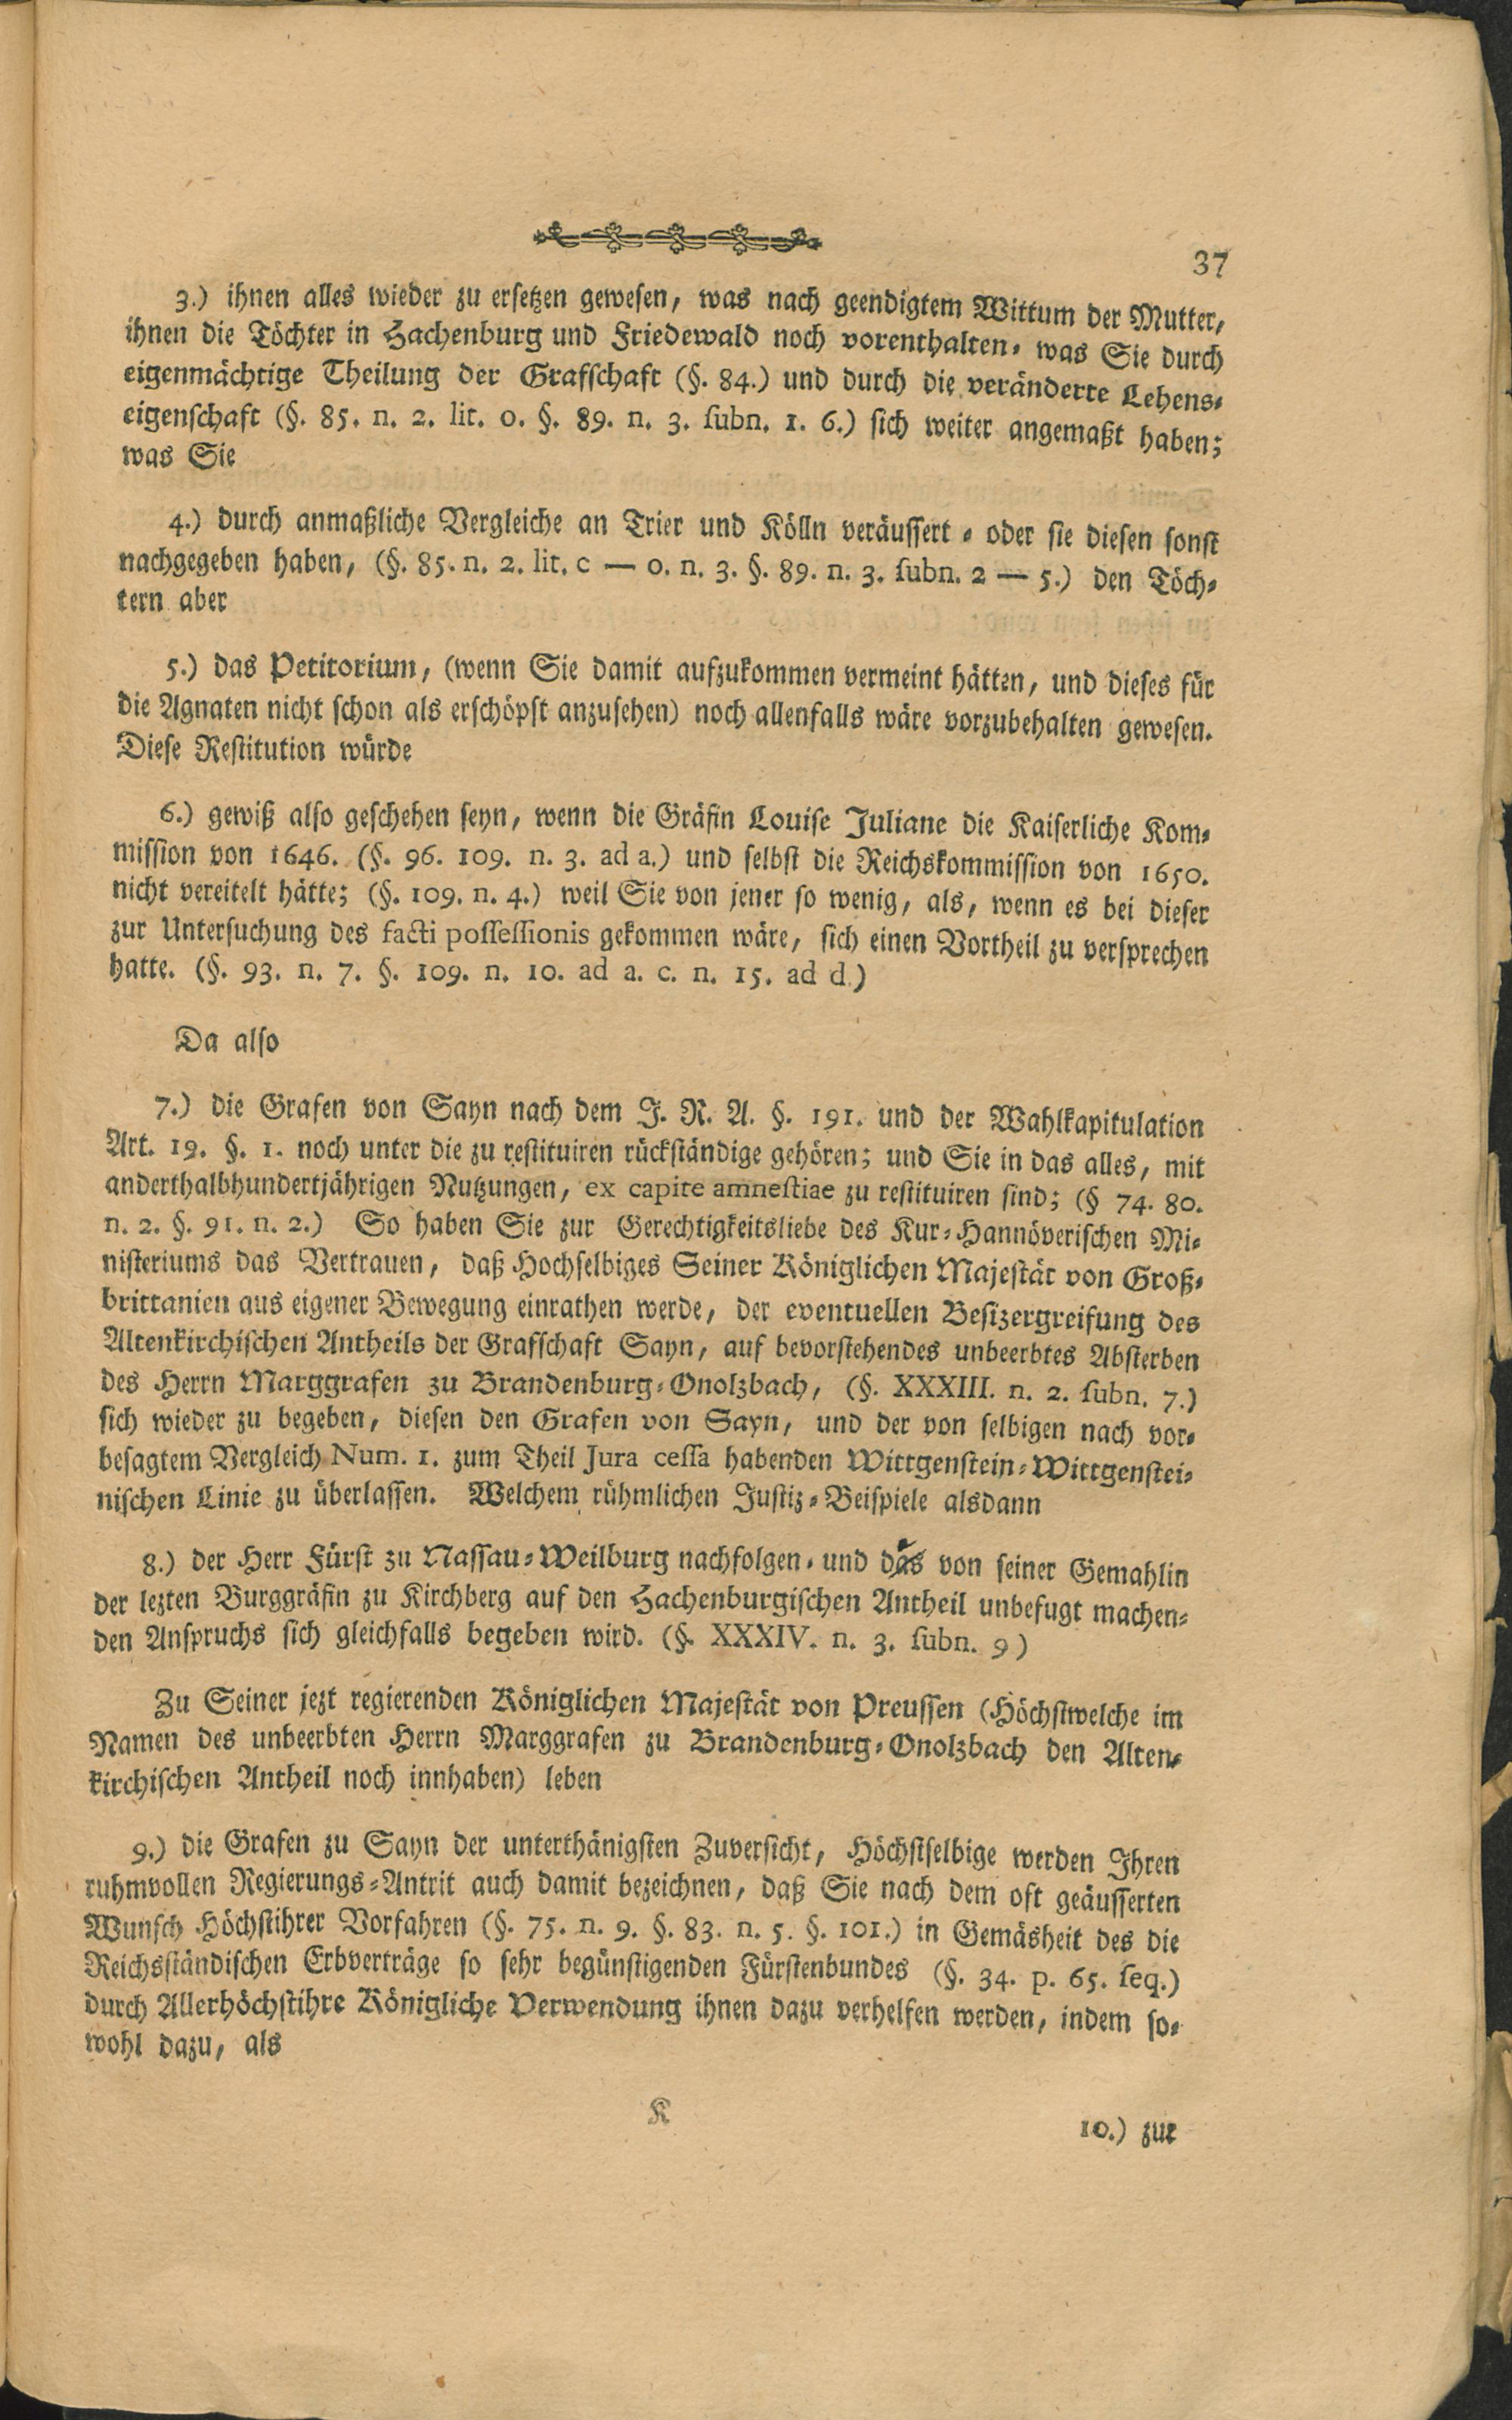 37
3.) ihnen alles wieder zu ersetzen gewesen, was nach geendigtem Wittum der Mutter,
ihnen die Töchter in Hachenburg und Friedewald noch vorenthalten- was Sie durch
eigenmächtige Theilung der Grafschaft (§. 84.) und durch die veränderte Lehens-
eigenschaft (§. 85. n. 2. lit. o. §. 89. n. 3. subn. 1. 6.) sich weiter angemaßt haben;
was Sie
4.) durch anmaßliche Vergleiche an Trier und Kölln veräussert - oder sie diesen sonst
nachgegeben haben, (§. 85. n. 2. lit. c — o. n. 3. §. 89. n. 3. subn. 2 — 5.) den Töch-
tern aber
5.) das Petitorium, (wenn Sie damit aufzukommen vermeint hätten, und dieses für
die Agnaten nicht schon als erschöpft anzusehen) noch allenfalls wäre vorzubehalten gewesen.
Diese Restitution würde
6.) gewiß also geschehen seyn, wenn die Gräfin Louise Juliane die Kaiserliche Kom-
mission von 1646. (§. 96. 109. n. 3. ad a.) und selbst die Reichskommission von 1650.
nicht vereitelt hätte; (§. 109. n. 4.) weil Sie von jener so wenig, als, wenn es bei dieser
zur Untersuchung des facti possessionis gekommen wäre, sich einen Vortheil zu versprechen
hatte. (§. 93. n. 7. §. 109. n. 10. ad a. c. n. 15. ad d.)
Da also
7.) die Grafen von Sayn nach dem J. R. A. §. 191. und der Wahlkapitulation
Art. 19. §. 1. noch unter die zu restituiren rückständige gehören; und Sie in das alles, mit
anderthalbhundertjährigen Nutzungen, ex capite amnestiae zu restituiren sind; (§ 74. 80.
n. 2. §. 91. n. 2.) So haben Sie zur Gerechtigkeitsliebe des Kur-Hannöverischen Mi-
nisteriums das Vertrauen, daß Hochselbiges Seiner Königlichen Majestät von Groß-
brittanien aus eigener Bewegung einrathen werde, der eventuellen Besizergreifung des
Altenkirchischen Antheils der Grafschaft Sayn, auf bevorstehendes unbeerbtes Absterben
des Herrn Marggrafen zu Brandenburg-Onolzbach, (§. XXXIII. n. 2. subn. 7.)
sich wieder zu begeben, diesen den Grafen von Sayn, und der von selbigen nach vor-
besagtem Vergleich Num. 1. zum Theil Jura cessa habenden Wittgenstein-Wittgenstei-
nischen Linie zu überlassen. Welchem rühmlichen Justiz-Beispiele alsdann
8.) der Herr Fürst zu Nassau-Weilburg nachfolgen- und des von seiner Gemahlin
der lezten Burggräfin zu Kirchberg auf den Hachenburgischen Antheil unbefugt machen-
den Anspruchs sich gleichfalls begeben wird. (§. XXXIV. n. 3. subn. 9)
Zu Seiner jezt regierenden Königlichen Majestät von Preussen (Höchstwelche im
Namen des unbeerbten Herrn Marggrafen zu Brandenburg-Onolzbach den Alten-
kirchischen Antheil noch innhaben) leben
9.) die Grafen zu Sayn der unterthänigsten Zuversicht, Höchstselbige werden Ihren
ruhmvollen Regierungs-Antrit auch damit bezeichnen, daß Sie nach dem oft geäusserten
Wunsch Höchstihrer Vorfahren (§. 75. n. 9. §. 83. n. 5. §. 101.) in Gemäsheit des die
Reichsständischen Erbverträge so sehr begünstigenden Fürstenbundes (§. 34. p. 65. seq.)
durch Allerhöchstihre Königliche Verwendung ihnen dazu verhelfen werden, indem so-
wohl dazu, als
K
10.) zur